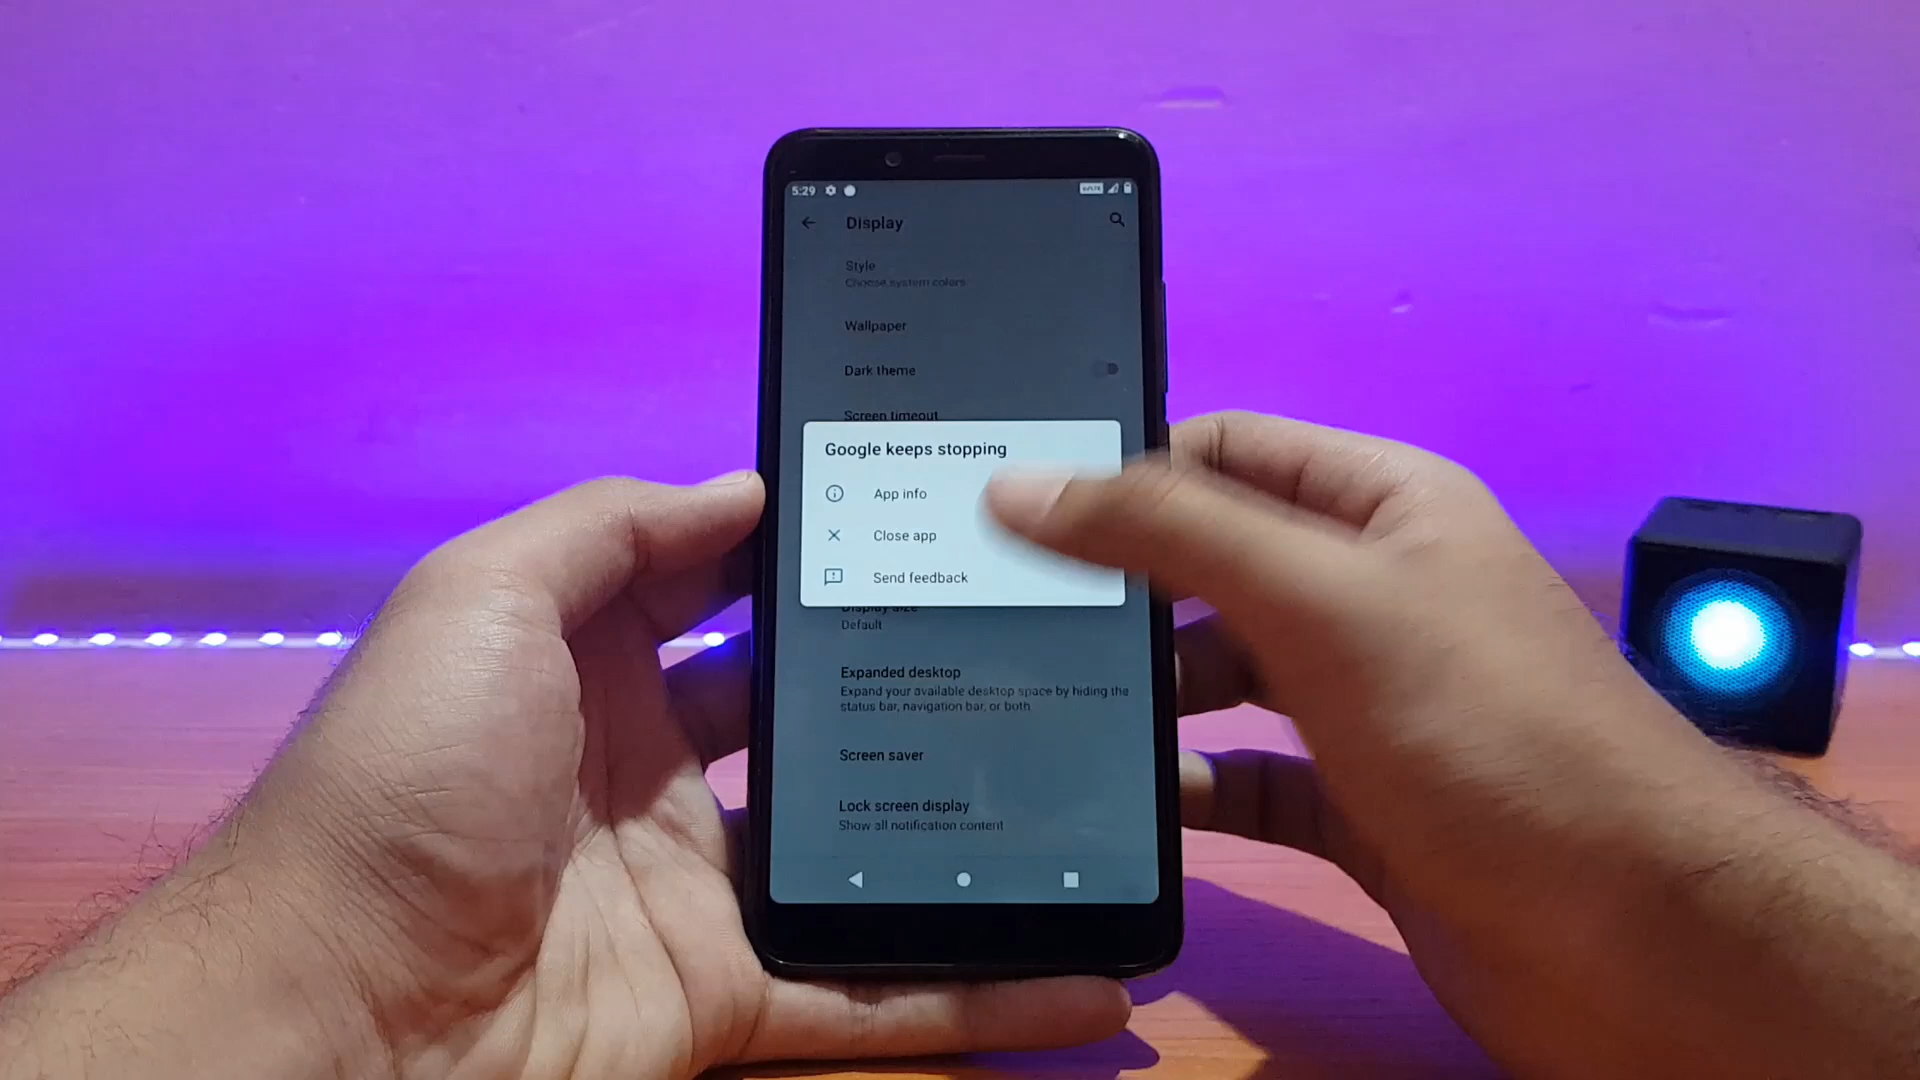 5:29
Display
Style
Choose system colors
Wallpaper
Dark theme
Screen timeout
Google keeps stopping
App info
Close app
Send feedback
Display size
Default
Expanded desktop
Expand your available desktop space by hiding the
status bar, navigation bar, or both
Screen saver
Lock screen display
Show all notification content